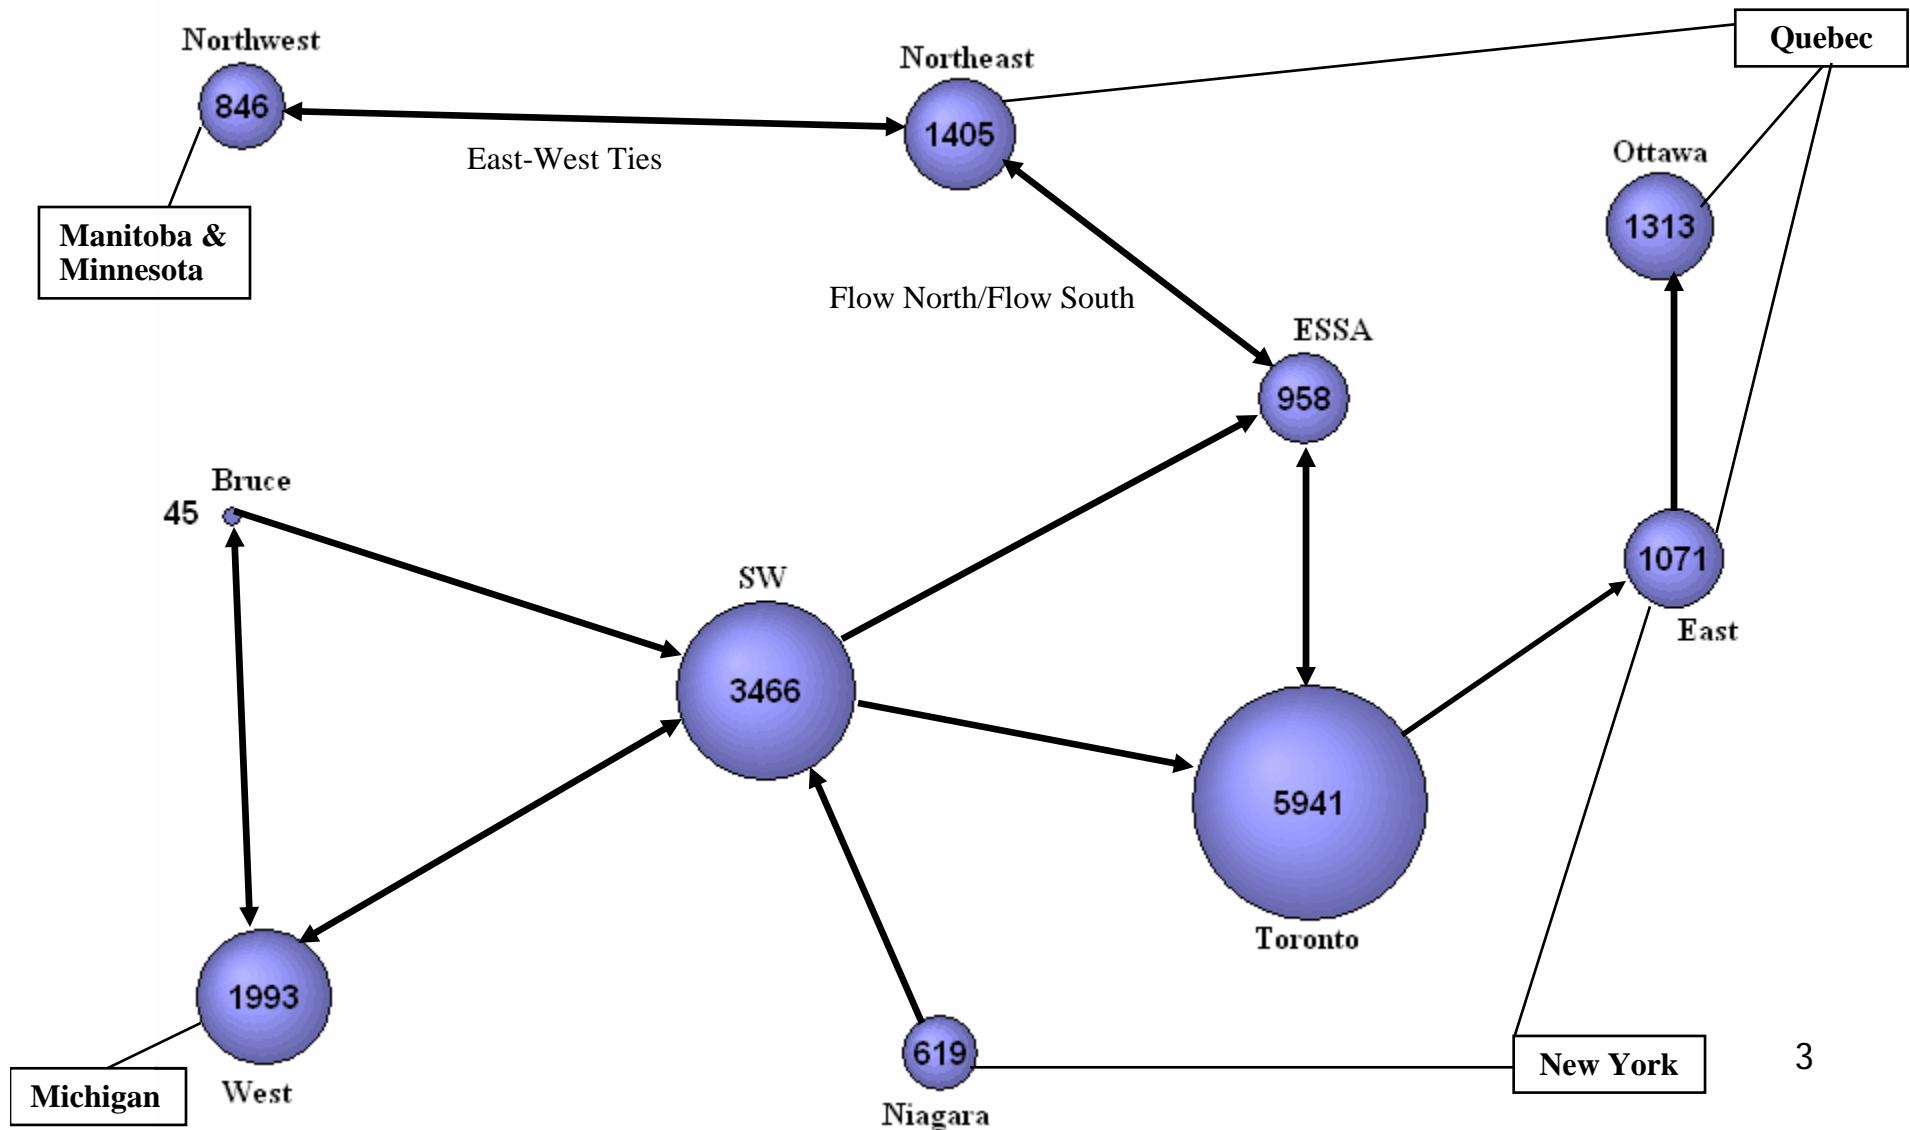 Northwest
846
Northeast
1405
Quebec
East-West Ties
Manitoba &
Minnesota
Ottawa
1313
Flow North/Flow South
ESSA
958
Bruce
45
SW
3466
1071
East
5941
Toronto
1993
West
Michigan
619
Niagara
New York
3